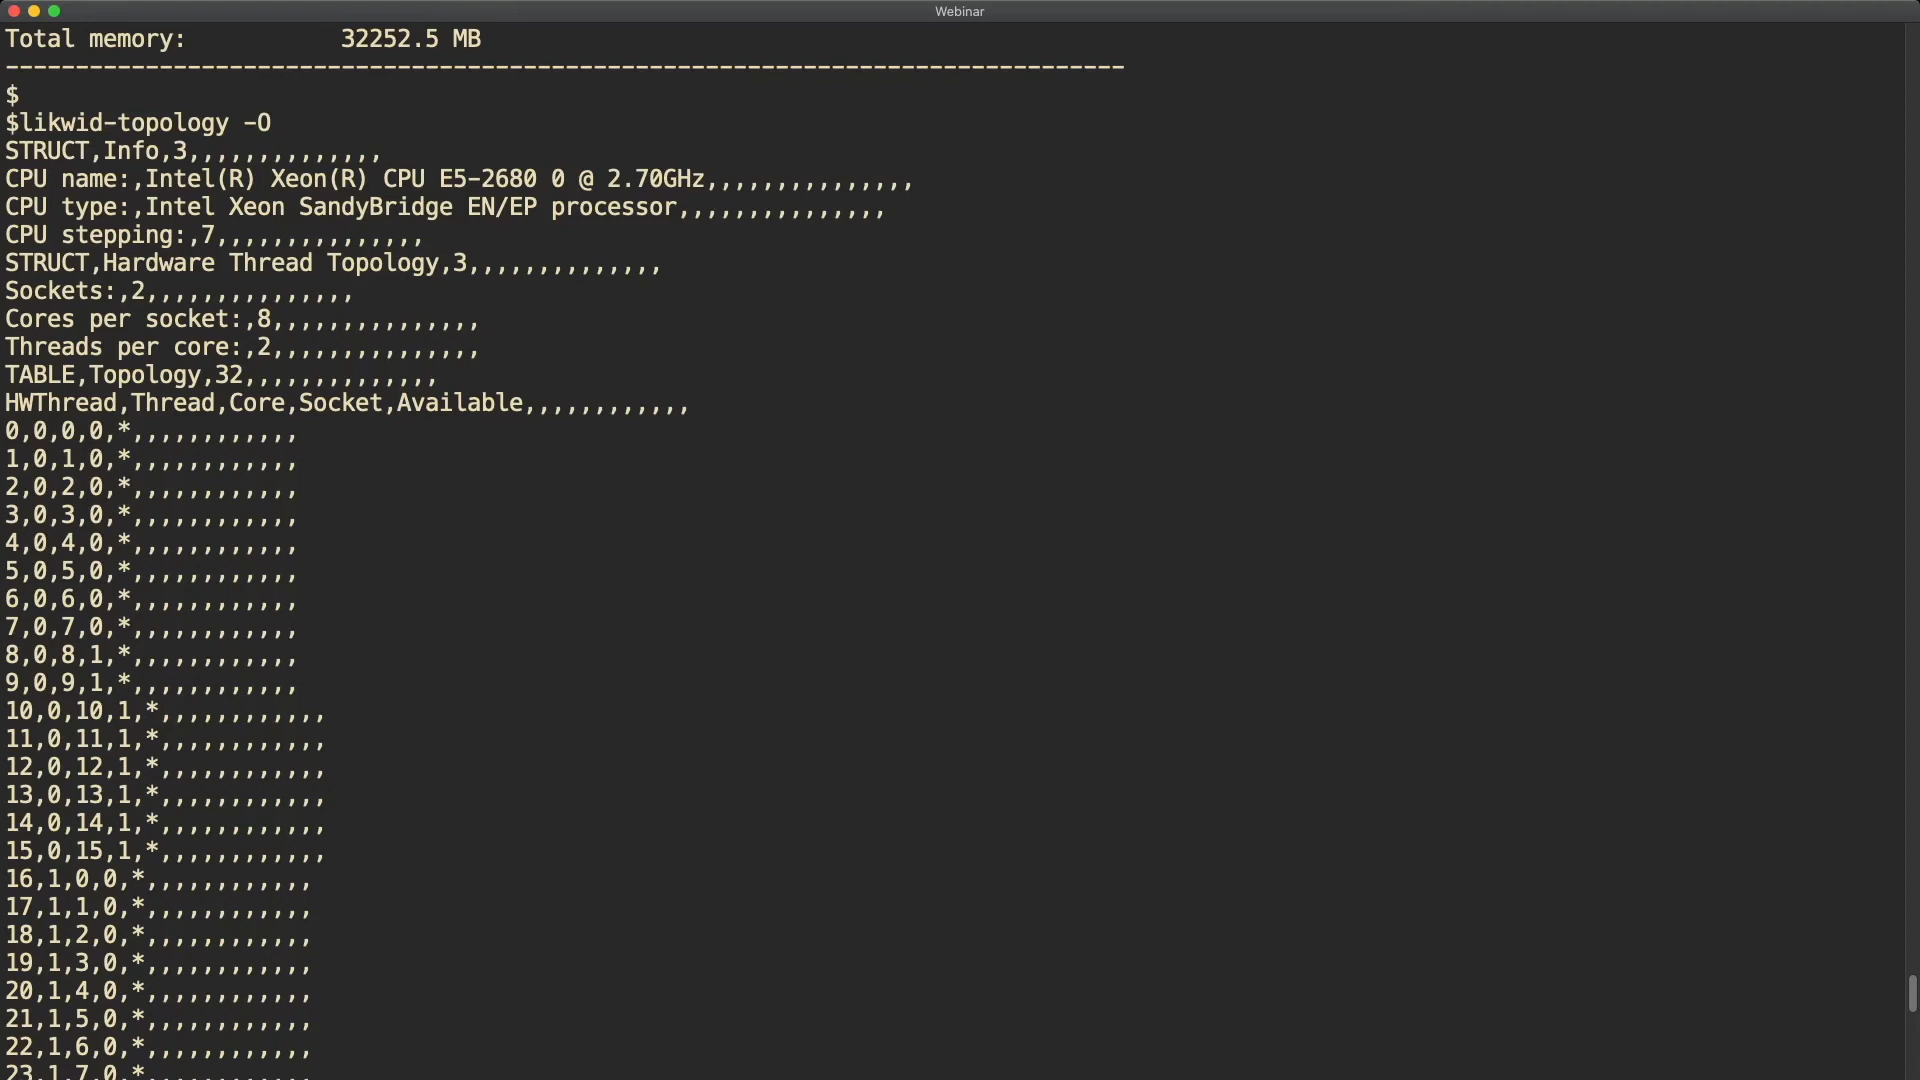 Webinar
Total memory:           32252.5 MB
--------------------------------------------------------------------------------
$
$likwid-topology -O
STRUCT,Info,3,,,,,,,,,,,,,,
CPU name:,Intel(R) Xeon(R) CPU E5-2680 0 @ 2.70GHz,,,,,,,,,,,,,,,
CPU type:,Intel Xeon SandyBridge EN/EP processor,,,,,,,,,,,,,,,
CPU stepping:,7,,,,,,,,,,,,,,,
STRUCT,Hardware Thread Topology,3,,,,,,,,,,,,,,
Sockets:,2,,,,,,,,,,,,,,,
Cores per socket:,8,,,,,,,,,,,,,,,
Threads per core:,2,,,,,,,,,,,,,,,
TABLE,Topology,32,,,,,,,,,,,,,,
HWThread,Thread,Core,Socket,Available,,,,,,,,,,,,
0,0,0,0,*,,,,,,,,,,,,
1,0,1,0,*,,,,,,,,,,,,
2,0,2,0,*,,,,,,,,,,,,
3,0,3,0,*,,,,,,,,,,,,
4,0,4,0,*,,,,,,,,,,,,
5,0,5,0,*,,,,,,,,,,,,
6,0,6,0,*,,,,,,,,,,,,
7,0,7,0,*,,,,,,,,,,,,
8,0,8,1,*,,,,,,,,,,,,
9,0,9,1,*,,,,,,,,,,,,
10,0,10,1,*,,,,,,,,,,,,
11,0,11,1,*,,,,,,,,,,,,
12,0,12,1,*,,,,,,,,,,,,
13,0,13,1,*,,,,,,,,,,,,
14,0,14,1,*,,,,,,,,,,,,
15,0,15,1,*,,,,,,,,,,,,
16,1,0,0,*,,,,,,,,,,,,
17,1,1,0,*,,,,,,,,,,,,
18,1,2,0,*,,,,,,,,,,,,
19,1,3,0,*,,,,,,,,,,,,
20,1,4,0,*,,,,,,,,,,,,
21,1,5,0,*,,,,,,,,,,,,
22,1,6,0,*,,,,,,,,,,,,
23,1,7,0,*,,,,,,,,,,,,